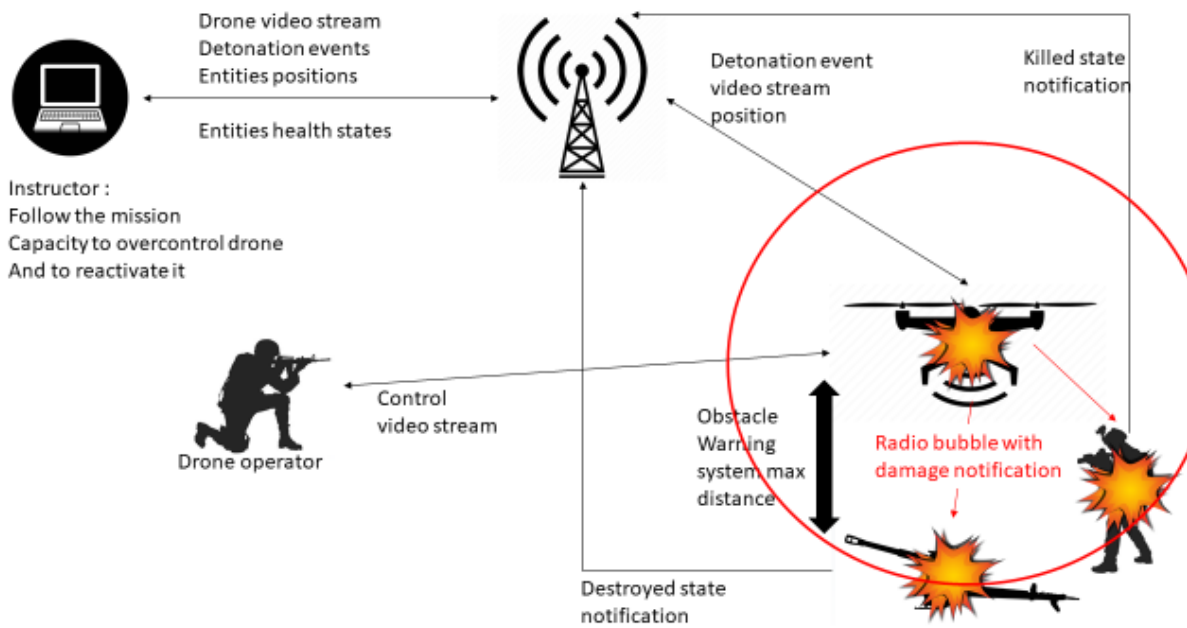 Drone video stream
Detonation events
Entities positions
Entities health states
Instructor :
Follow the mission
Capacity to overcontrol drone
And to reactivate it
Detonation event
video stream
position
Killed state
notification
Drone operator
Control
video stream
Obstacle
Warning
system max
distance
Radio bubble with
damage notification
Destroyed state
notification